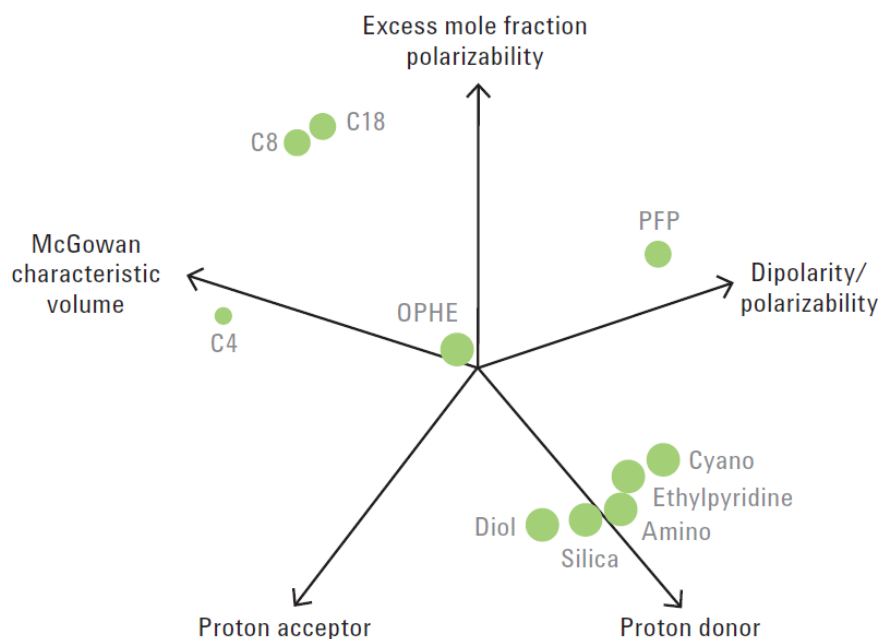 Excess mole fraction
polarizability
C18
C8
PFP
McGowan
characteristic
volume
Dipolarity/
polarizability
OPHE
C4
Cyano
Ethylpyridine
Diol
Amino
Silica
Proton acceptor
Proton donor